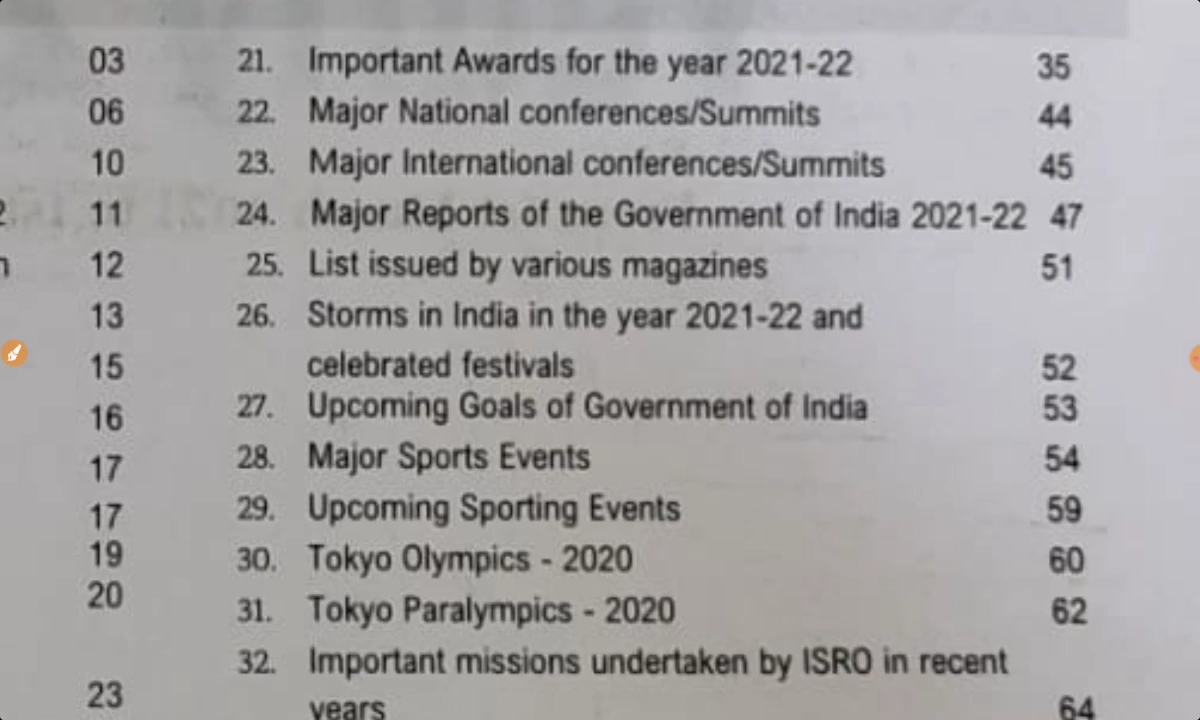 03 21. Important Awards for the year 2021-22 35
06 22. Major National conferences/Summits 44
10 23. Major International conferences/Summits 45
2 11 24. Major Reports of the Government of India 2021-22 47
12 25. List issued by various magazines 51
13 26. Storms in India in the year 2021-22 and
15 celebrated festivals 52
16 27. Upcoming Goals of Government of India 53
17 28. Major Sports Events 54
17 29. Upcoming Sporting Events 59
19 30. Tokyo Olympics - 2020 60
20 31. Tokyo Paralympics - 2020 62
32. Important missions undertaken by ISRO in recent
23 years 64